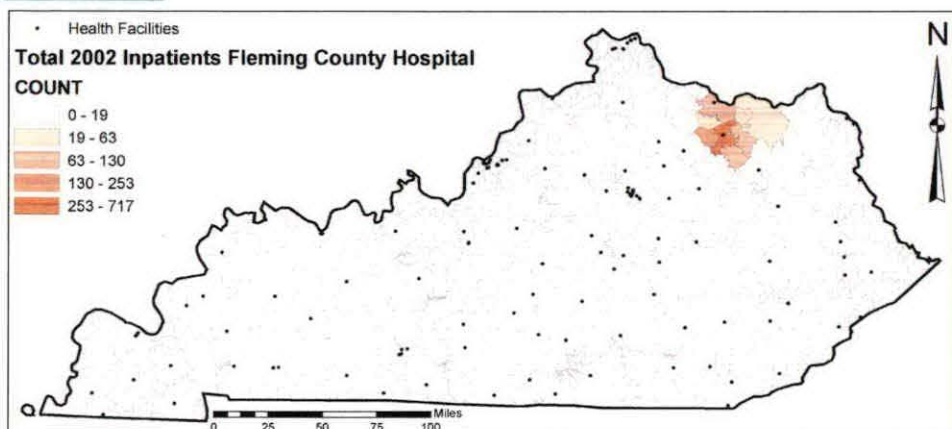 Health Facilities
N
Total 2002 Inpatients Fleming County Hospital
COUNT
0 - 19
19 - 63
63 - 130
130 - 253
253 - 717
Miles
0 25 50 75 100